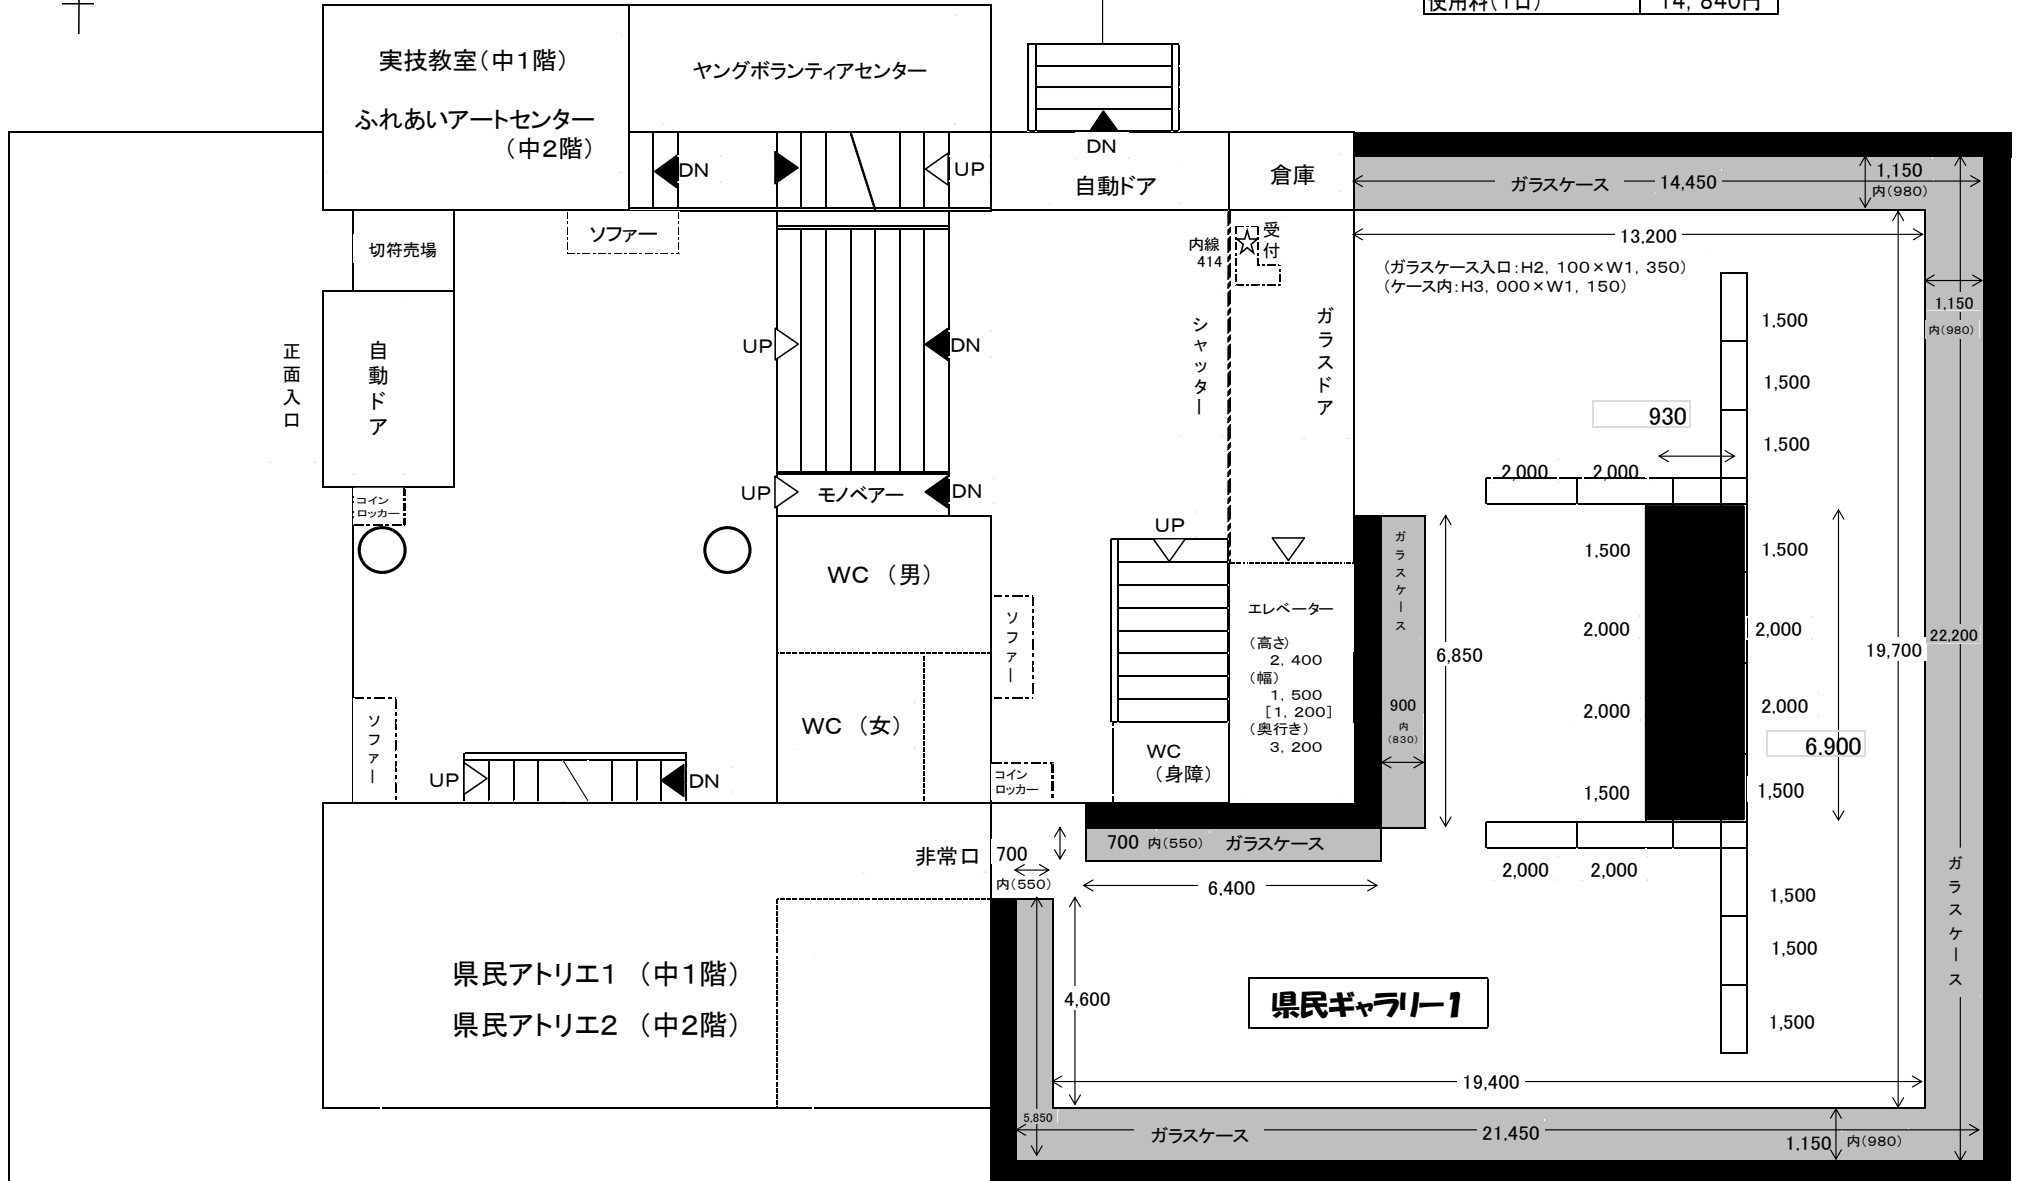 使用料(1日) 14,840円
実技教室(中1階)
ふれあいアートセンター
(中2階)
ヤングボランティアセンター
DN
UP
DN
自動ドア
倉庫
ガラスケース 14,450
1,150
内(980)
切符売場
ソファー
内線
414
受付
13,200
(ガラスケース入口:H2,100×W1,350)
(ケース内:H3,000×W1,150)
1,150
内(980)
正面入口
自動ドア
UP
DN
シャッター
ガラスドア
1,500
1,500
930
1,500
2,000 2,000
コイン
ロッカー
UP
モノベアー
DN
UP
ガラスケース
1,500
1,500
WC (男)
ソファー
エレベーター
(高さ)
2,400
(幅)
1,500
[1,200]
(奥行き)
3,200
6,850
2,000
2,000
19,700
22,200
900
内
(830)
2,000
2,000
6.900
1,500
1,500
WC (女)
ソファー
UP
DN
WC
(身障)
コイン
ロッカー
非常口
700
内(550)
700 内(550) ガラスケース
6,400
2,000 2,000
1,500
1,500
1,500
ガラスケース
県民アトリエ1 (中1階)
県民アトリエ2 (中2階)
4,600
県民ギャラリー1
19,400
5,850
ガラスケース 21,450
1,150 内(980)